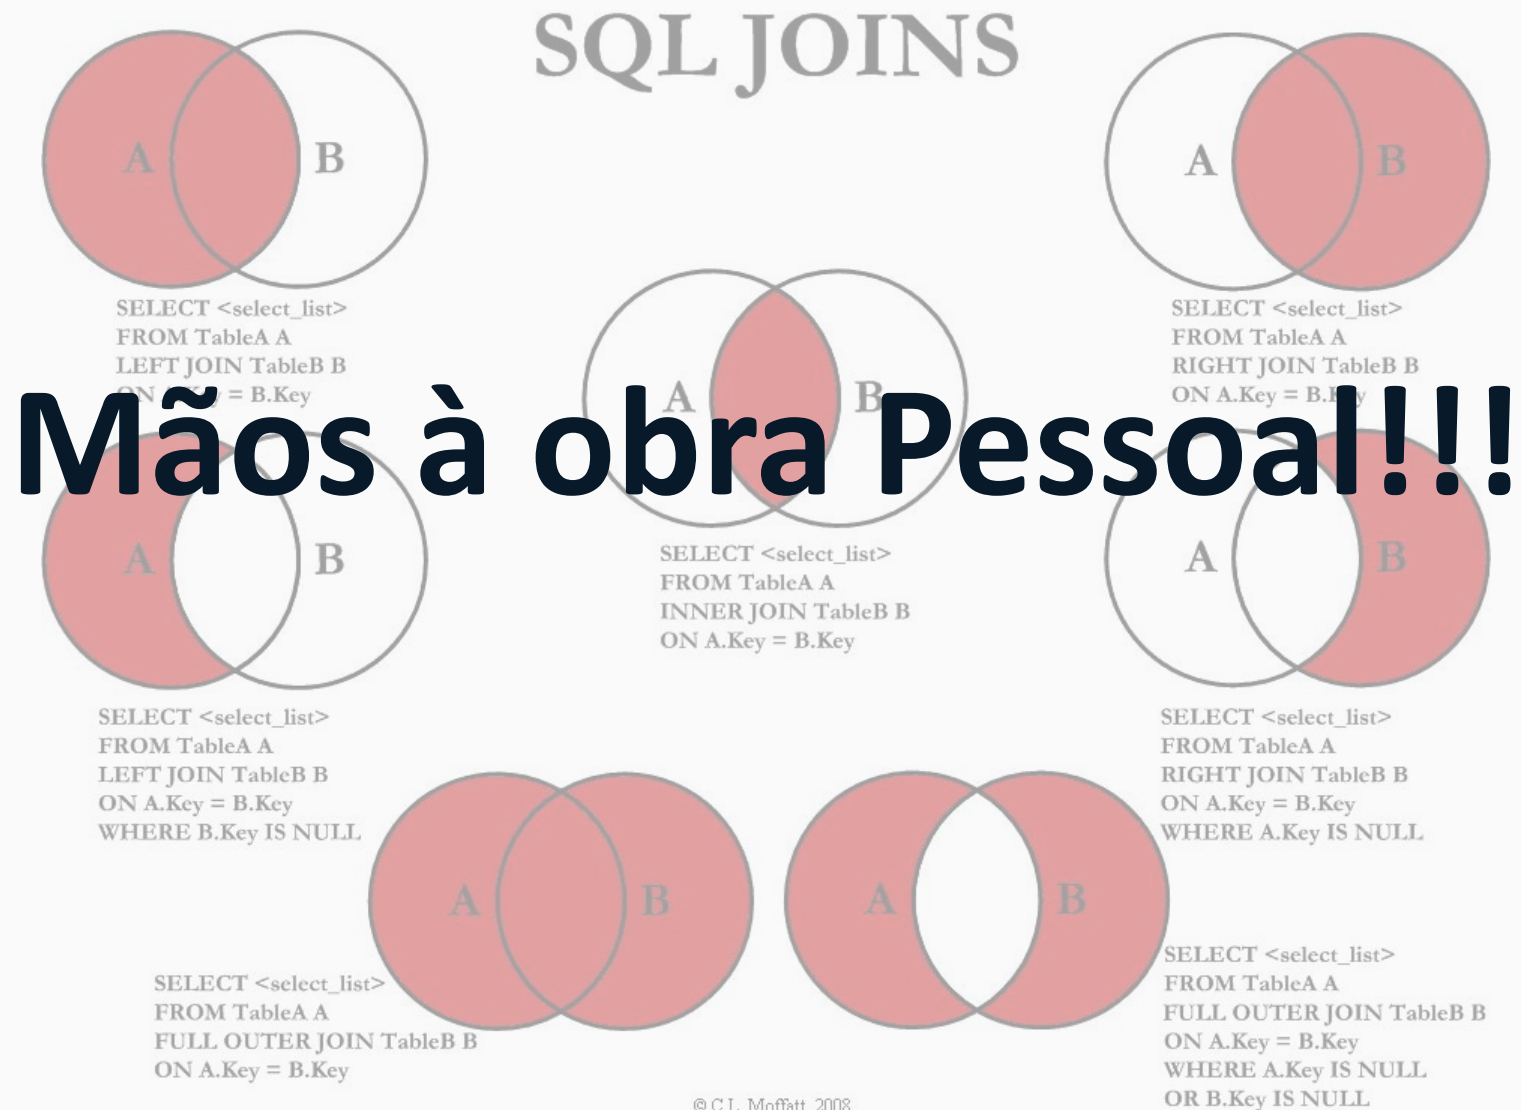 SQL JOINS
A B
SELECT <select_list>
FROM TableA A
LEFT JOIN TableB B
ON A.Key = B.Key
A B
SELECT <select_list>
FROM TableA A
RIGHT JOIN TableB B
ON A.Key = B.Key
A B
SELECT <select_list>
FROM TableA A
INNER JOIN TableB B
ON A.Key = B.Key
Mãos à obra Pessoal!!!
A B
SELECT <select_list>
FROM TableA A
LEFT JOIN TableB B
ON A.Key = B.Key
WHERE B.Key IS NULL
A B
SELECT <select_list>
FROM TableA A
RIGHT JOIN TableB B
ON A.Key = B.Key
WHERE A.Key IS NULL
A B
SELECT <select_list>
FROM TableA A
FULL OUTER JOIN TableB B
ON A.Key = B.Key
A B
SELECT <select_list>
FROM TableA A
FULL OUTER JOIN TableB B
ON A.Key = B.Key
WHERE A.Key IS NULL
OR B.Key IS NULL
© C.L. Moffatt, 2008